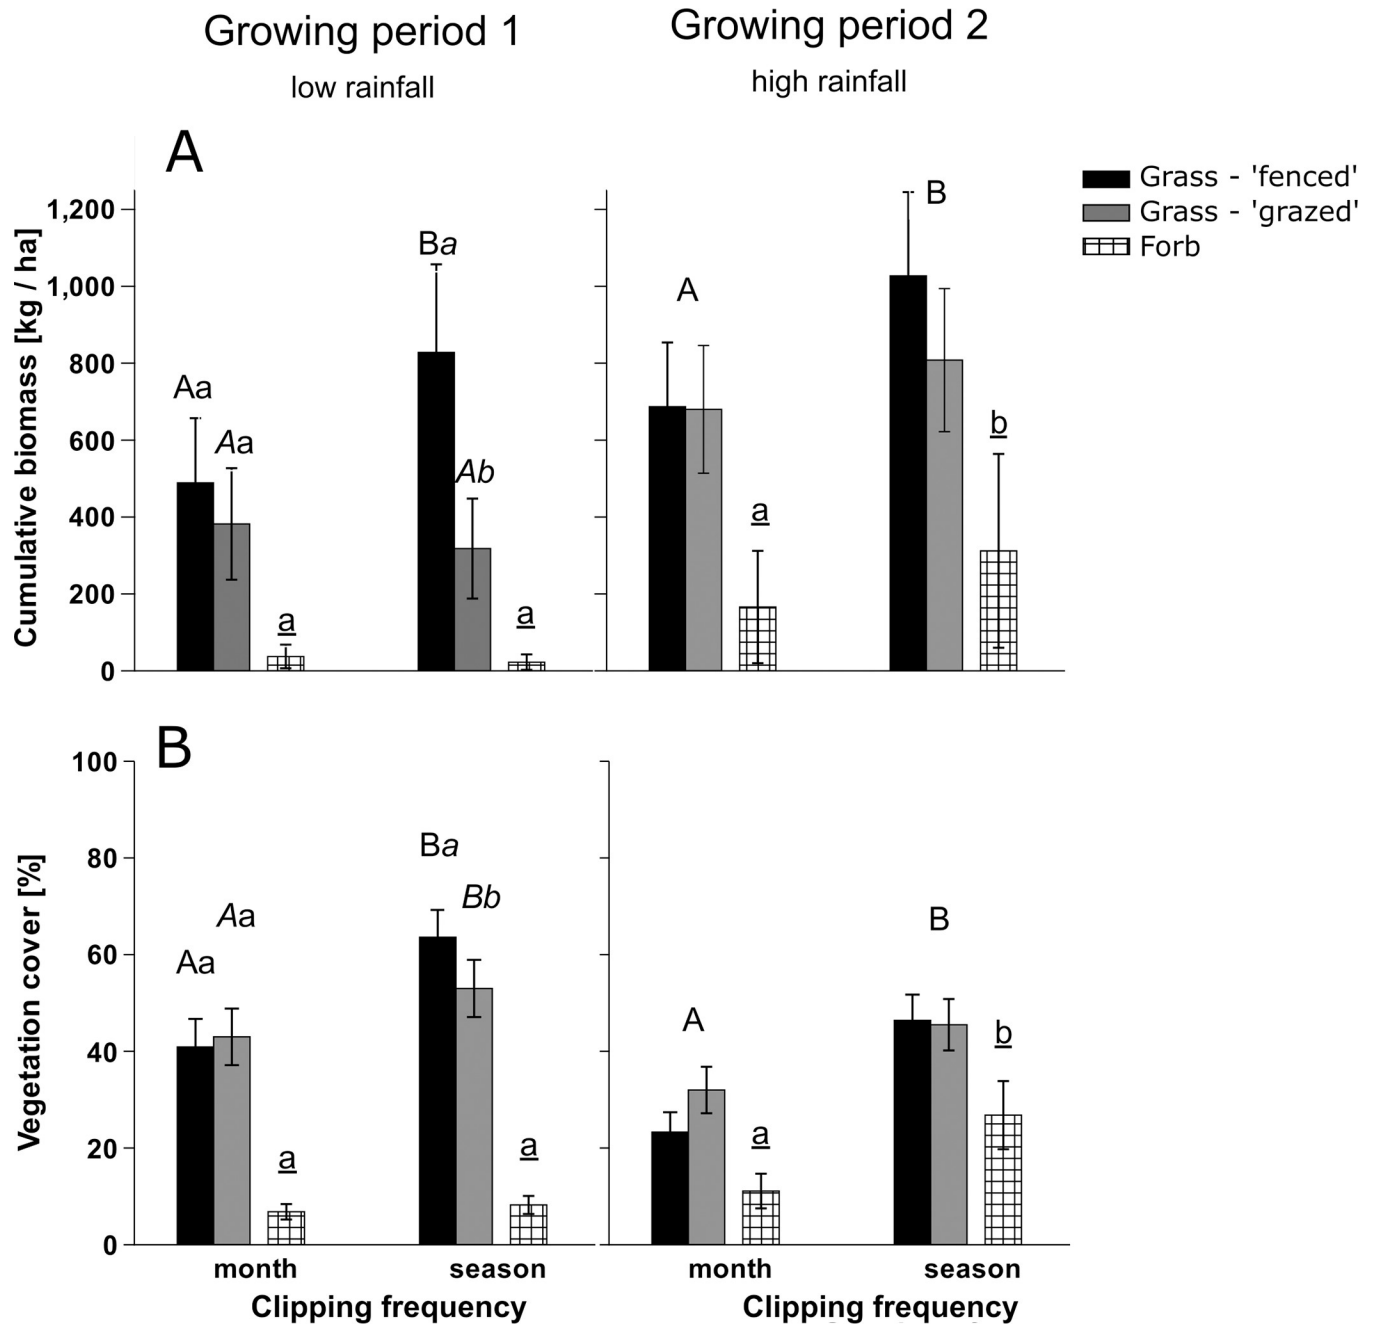 Growing period 1
Growing period 2
low rainfall
high rainfall
A
Grass - 'fenced'
Grass - 'grazed'
Forb
Cumulative biomass [kg / ha]
1,200
1,000
800
600
400
200
0
Aa
Aa
a
Ba
Ab
a
A
a
B
b
B
Vegetation cover [%]
100
80
60
40
20
0
Aa
Aa
a
Ba
Bb
a
A
a
B
b
month
season
month
season
Clipping frequency
Clipping frequency